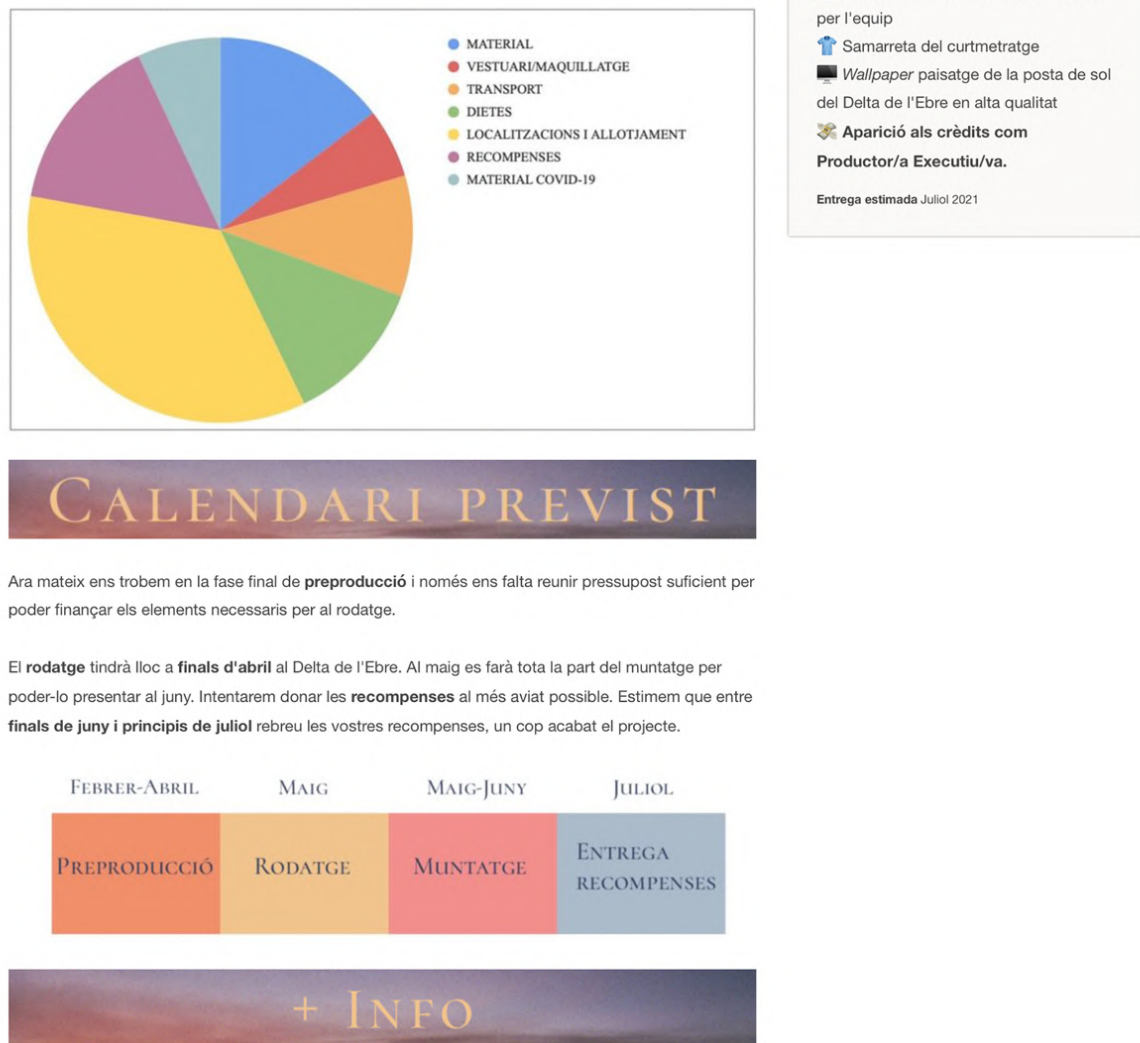 MATERIAL
VESTUARI/MAQUILLATGE
TRANSPORT
DIETES
LOCALITZACIONS I ALLOTJAMENT
RECOMPENSES
MATERIAL COVID-19
CALENDARI PREVIST
Ara mateix ens trobem en la fase final de preproducció i només ens falta reunir pressupost suficient per
poder finançar els elements necessaris per al rodatge.
El rodatge tindrà lloc a finals d'abril al Delta de l'Ebre. Al maig es farà tota la part del muntatge per
poder-lo presentar al juny. Intentarem donar les recompenses al més aviat possible. Estimem que entre
finals de juny i principis de juliol rebreu les vostres recompenses, un cop acabat el projecte.
FEBRER-ABRIL
MAIG
MAIG-JUNY
JULIOL
PREPRODUCCIÓ
RODATGE
MUNTATGE
ENTREGA
RECOMPENSES
+ INFO
per l'equip
Samarreta del curtmetratge
Wallpaper paisatge de la posta de sol
del Delta de l'Ebre en alta qualitat
Aparició als crèdits com
Productor/a Executiu/va.
Entrega estimada Juliol 2021